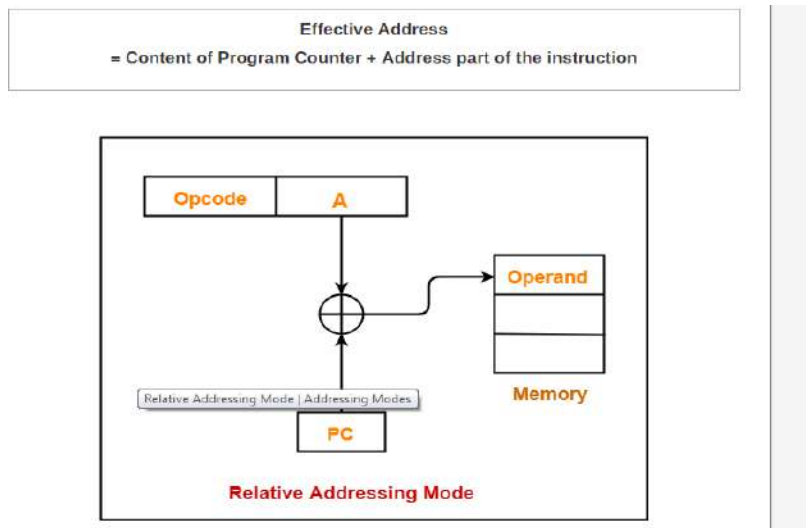 Effective Address
= Content of Program Counter + Address part of the instruction
Opcode A
Operand
Relative Addressing Mode | Addressing Modes
Memory
PC
Relative Addressing Mode